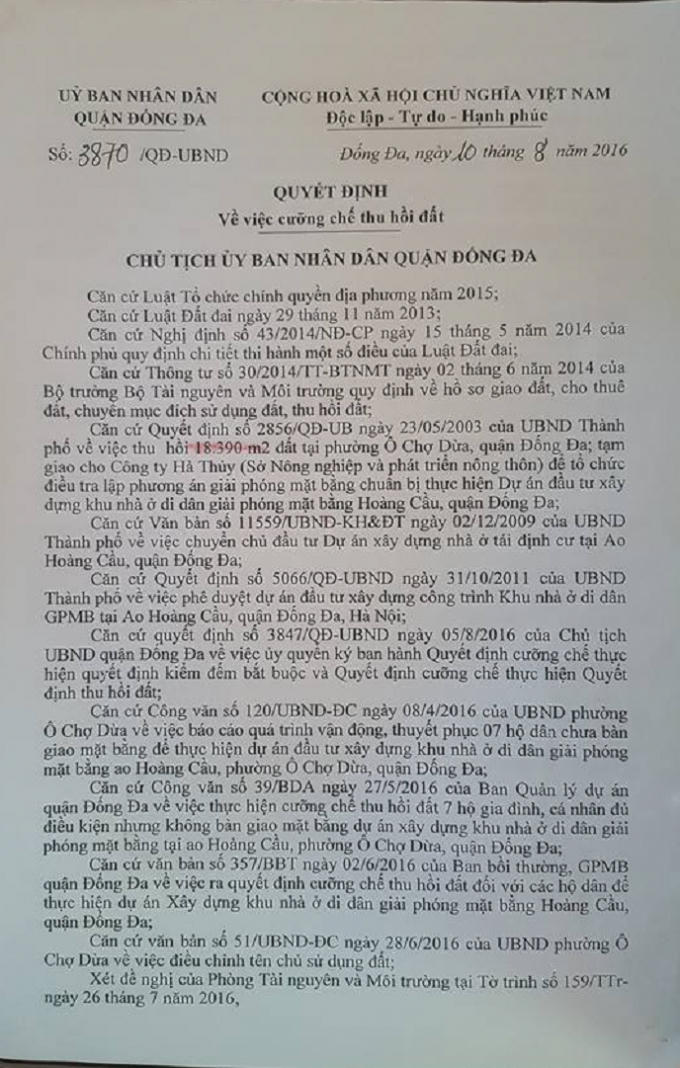 UỶ BAN NHÂN DÂN
QUẬN ĐỐNG ĐA
CỘNG HOÀ XÃ HỘI CHỦ NGHĨA VIỆT NAM
Độc lập - Tự do - Hạnh phúc
Số: 3870 /QĐ-UBND
Đống Đa, ngày 10 tháng 8 năm 2016
QUYẾT ĐỊNH
Về việc cưỡng chế thu hồi đất
CHỦ TỊCH ỦY BAN NHÂN DÂN QUẬN ĐỐNG ĐA
Căn cứ Luật Tổ chức chính quyền địa phương năm 2015;
Căn cứ Luật Đất đai ngày 29 tháng 11 năm 2013;
Căn cứ Nghị định số 43/2014/NĐ-CP ngày 15 tháng 5 năm 2014 của
Chính phủ quy định chi tiết thi hành một số điều của Luật Đất đai;
Căn cứ Thông tư số 30/2014/TT-BTNMT ngày 02 tháng 6 năm 2014 của
Bộ trưởng Bộ Tài nguyên và Môi trường quy định về hồ sơ giao đất, cho thuê
đất, chuyển mục đích sử dụng đất, thu hồi đất;
Căn cứ Quyết định số 2856/QĐ-UB ngày 23/05/2003 của UBND Thành
phố về việc thu hồi 18.390 m2 đất tại phường Ô Chợ Dừa, quận Đống Đa; tạm
giao cho Công ty Hà Thủy (Sở Nông nghiệp và phát triển nông thôn) để tổ chức
điều tra lập phương án giải phóng mặt bằng chuẩn bị thực hiện Dự án đầu tư xây
dựng khu nhà ở di dân giải phóng mặt bằng Hoàng Cầu, quận Đống Đa;
Căn cứ Văn bản số 11559/UBND-KH&ĐT ngày 02/12/2009 của UBND
Thành phố về việc chuyển chủ đầu tư Dự án xây dựng nhà ở tái định cư tại Ao
Hoàng Cầu, quận Đống Đa;
Căn cứ Quyết định số 5066/QĐ-UBND ngày 31/10/2011 của UBND
Thành phố về việc phê duyệt dự án đầu tư xây dựng công trình Khu nhà ở di dân
GPMB tại Ao Hoàng Cầu, quận Đống Đa, Hà Nội;
Căn cứ quyết định số 3847/QĐ-UBND ngày 05/8/2016 của Chủ tịch
UBND quận Đống Đa về việc ủy quyền ký ban hành Quyết định cưỡng chế thực
hiện quyết định kiểm đếm bắt buộc và Quyết định cưỡng chế thực hiện Quyết
định thu hồi đất;
Căn cứ Công văn số 120/UBND-ĐC ngày 08/4/2016 của UBND phường
Ô Chợ Dừa về việc báo cáo quá trình vận động, thuyết phục 07 hộ dân chưa bàn
giao mặt bằng để thực hiện dự án đầu tư xây dựng khu nhà ở di dân giải phóng
mặt bằng ao Hoàng Cầu, phường Ô Chợ Dừa, quận Đống Đa;
Căn cứ Công văn số 39/BDA ngày 27/5/2016 của Ban Quản lý dự án
quận Đống Đa về việc thực hiện cưỡng chế thu hồi đất 7 hộ gia đình, cá nhân đủ
điều kiện nhưng không bàn giao mặt bằng dự án xây dựng khu nhà ở di dân giải
phóng mặt bằng tại ao Hoàng Cầu, phường Ô Chợ Dừa, quận Đống Đa;
Căn cứ văn bản số 357/BBT ngày 02/6/2016 của Ban bồi thường, GPMB
quận Đống Đa về việc ra quyết định cưỡng chế thu hồi đất đối với các hộ dân để
thực hiện dự án Xây dựng khu nhà ở di dân giải phóng mặt bằng Hoàng Cầu,
quận Đống Đa;
Căn cứ văn bản số 51/UBND-ĐC ngày 28/6/2016 của UBND phường Ô
Chợ Dừa về việc điều chỉnh tên chủ sử dụng đất;
Xét đề nghị của Phòng Tài nguyên và Môi trường tại Tờ trình số 159/TTr-
ngày 26 tháng 7 năm 2016,